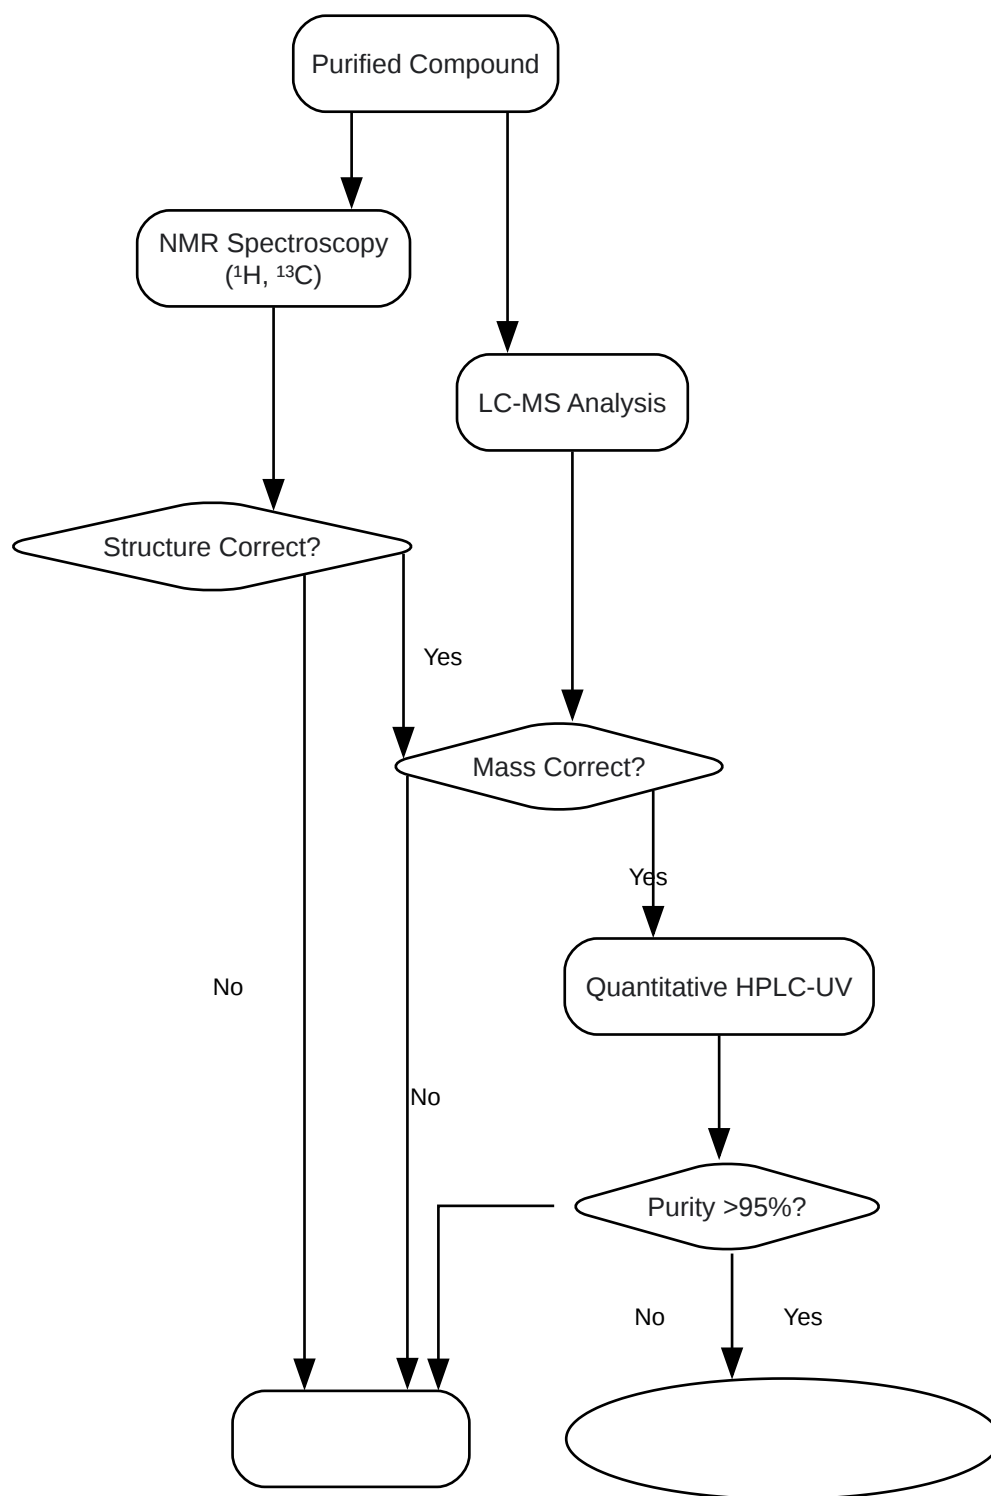 Purified Compound
NMR Spectroscopy
(¹H, ¹³C)
LC-MS Analysis
Structure Correct?
Yes
Mass Correct?
Yes
No
Quantitative HPLC-UV
No
Purity >95%?
No
Yes